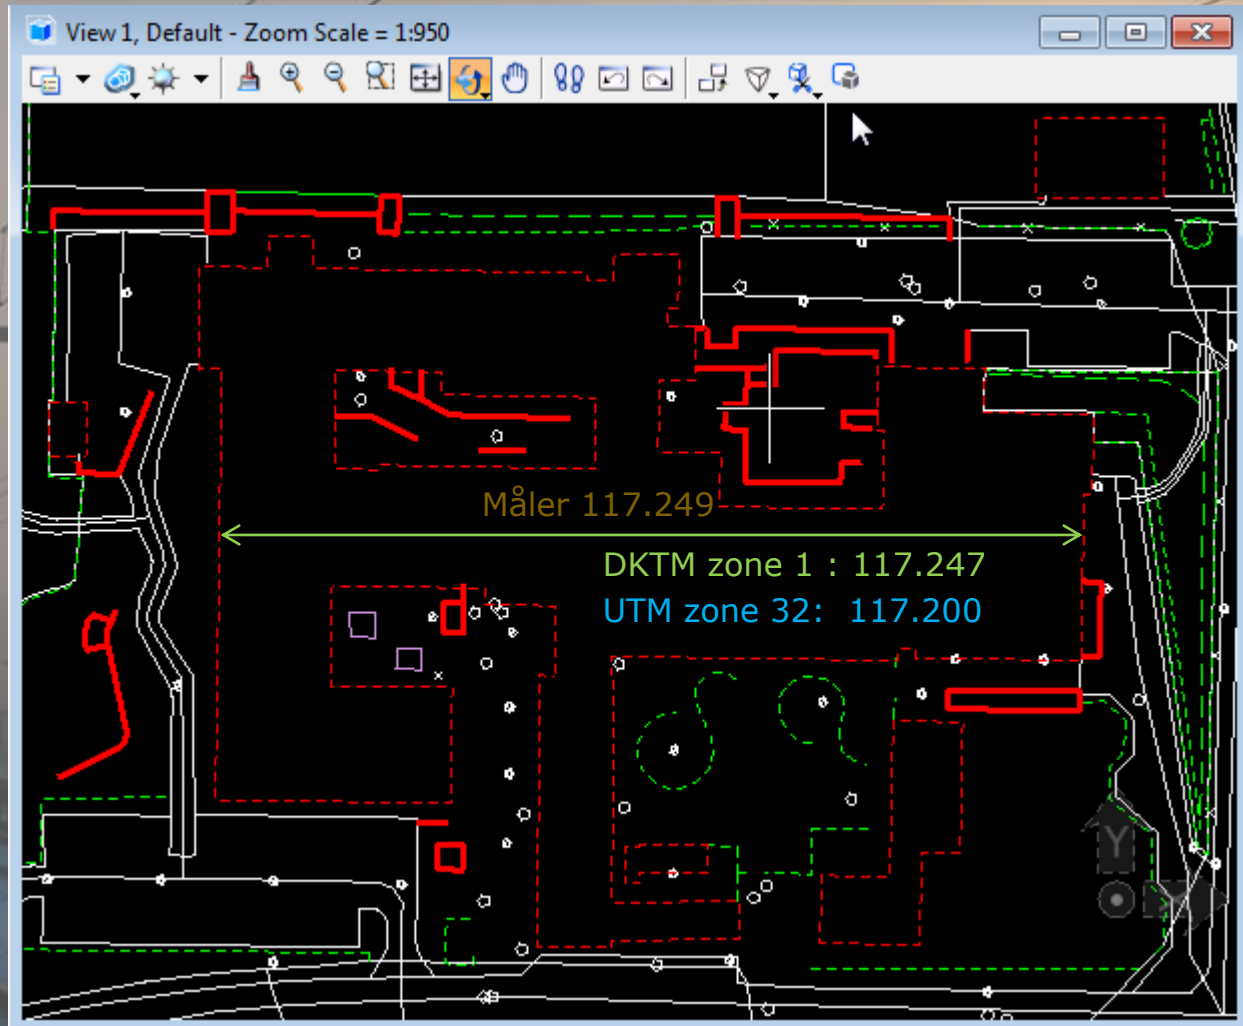 View 1, Default - Zoom Scale = 1:950
Måler 117.249
DKTM zone 1 : 117.247
UTM zone 32: 117.200
Y
X